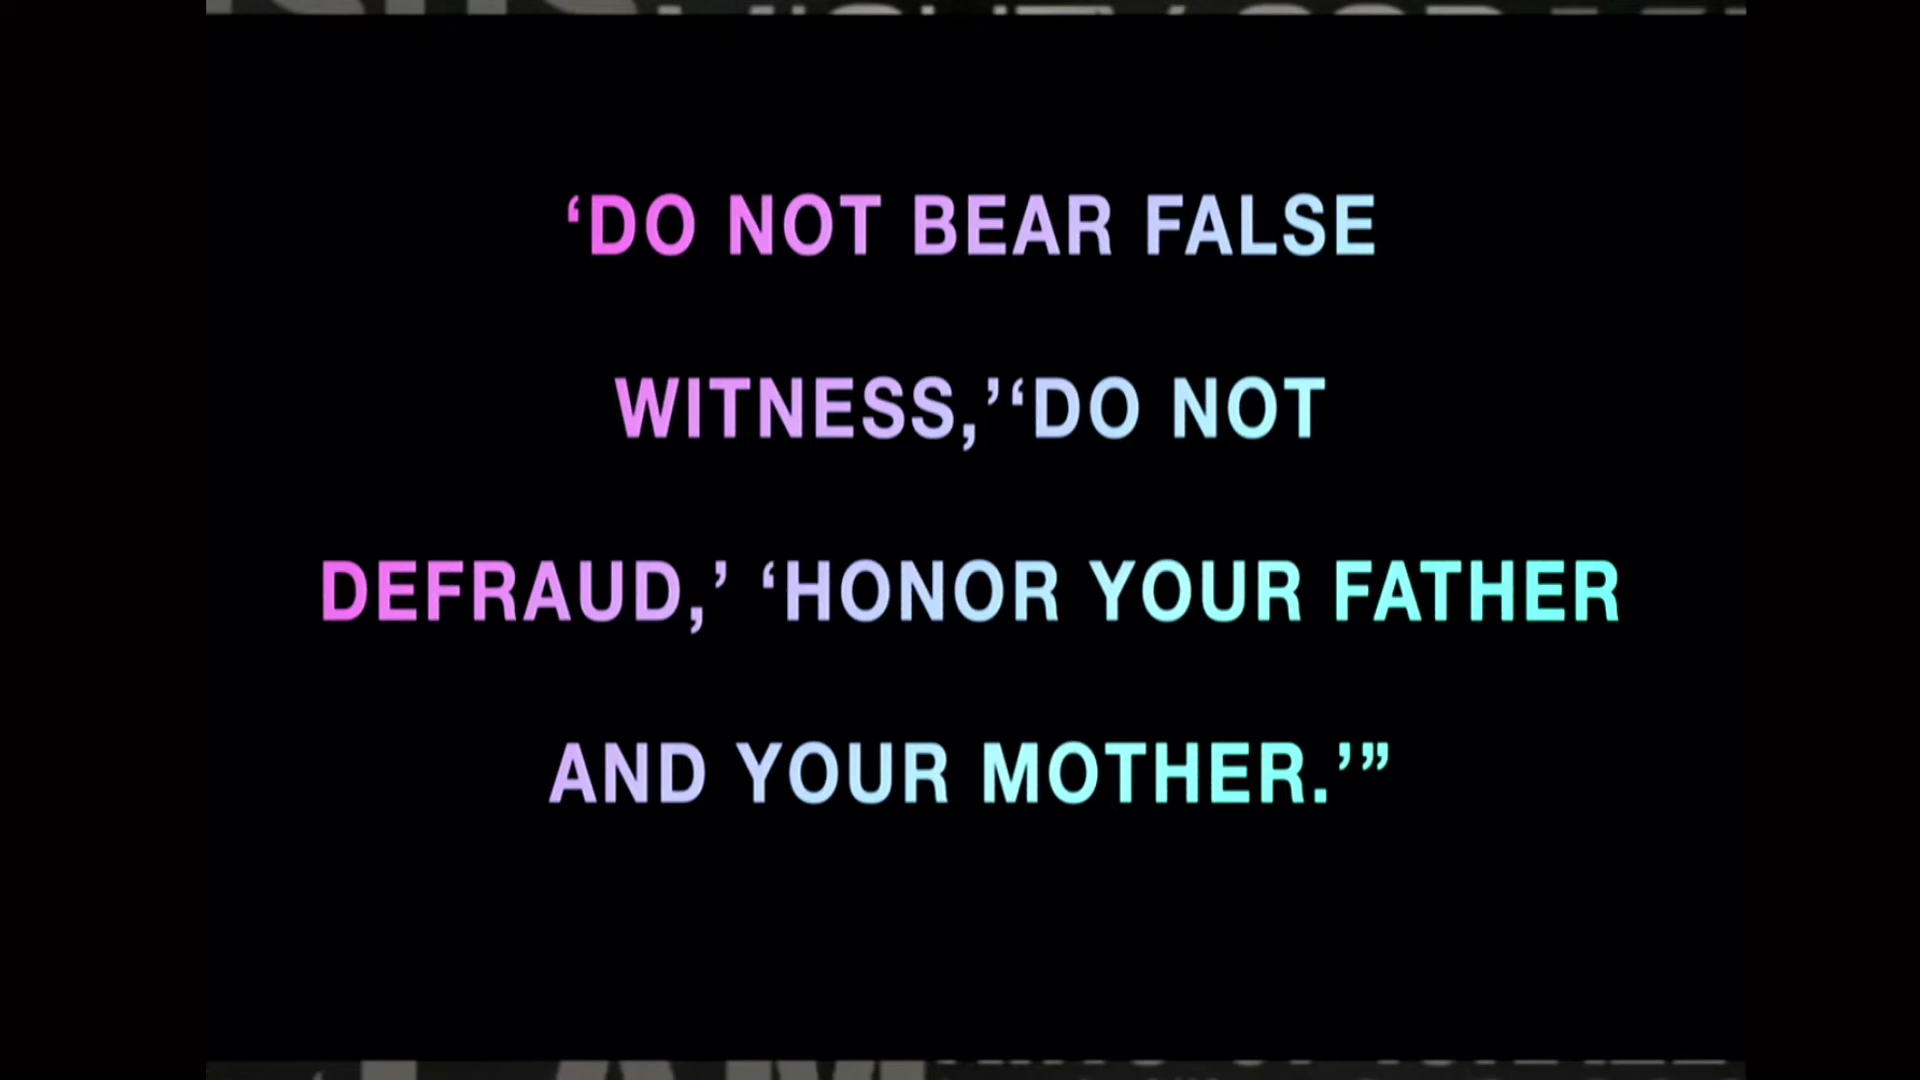 ‘DO NOT BEAR FALSE
WITNESS,’‘DO NOT
DEFRAUD,’ ‘HONOR YOUR FATHER
AND YOUR MOTHER.’”